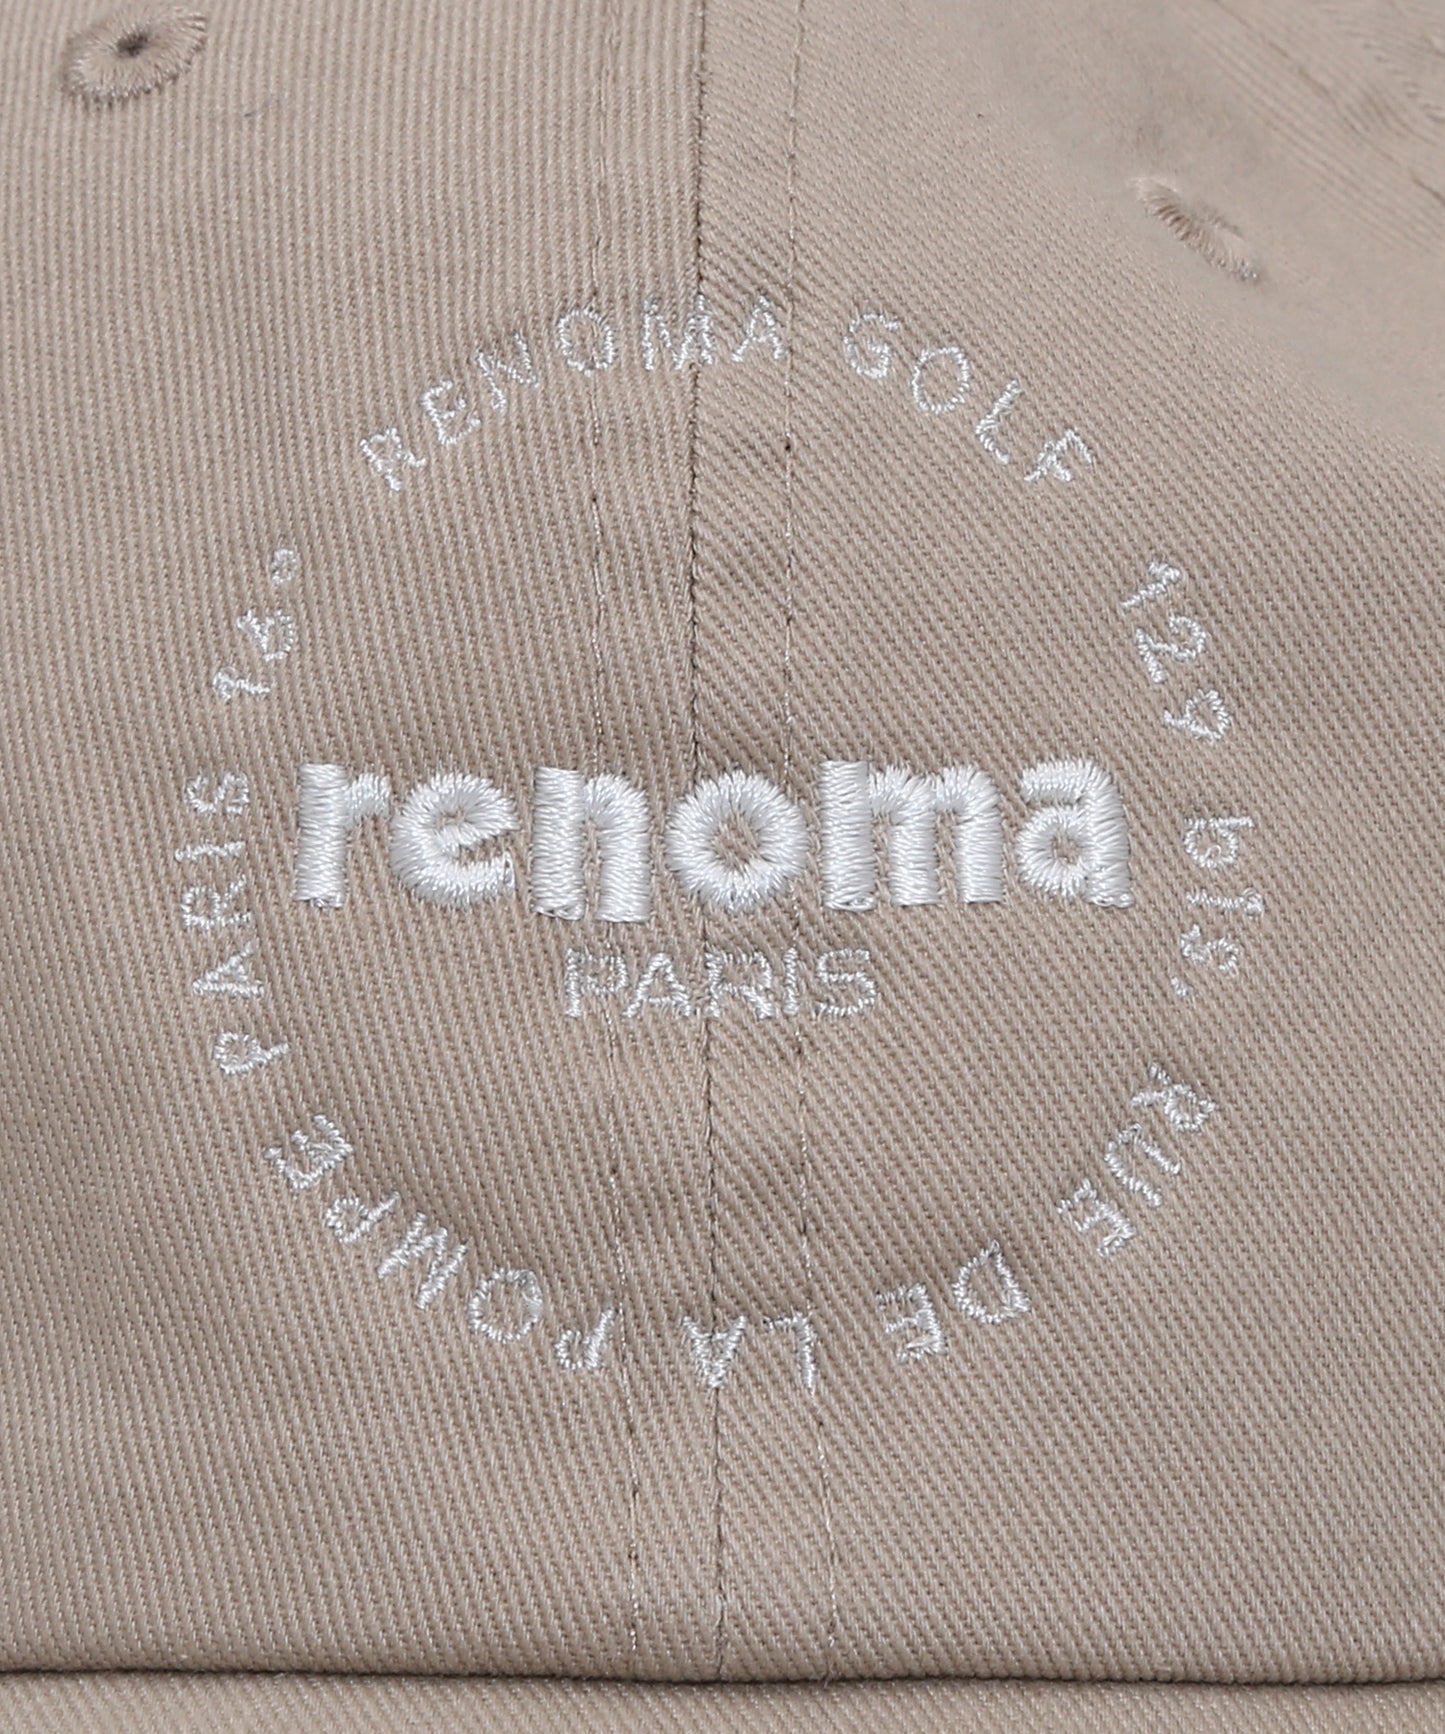 RENOMA GOLF 129 bis, RUE DE LA POMPE PARIS 16e
renoma
PARIS